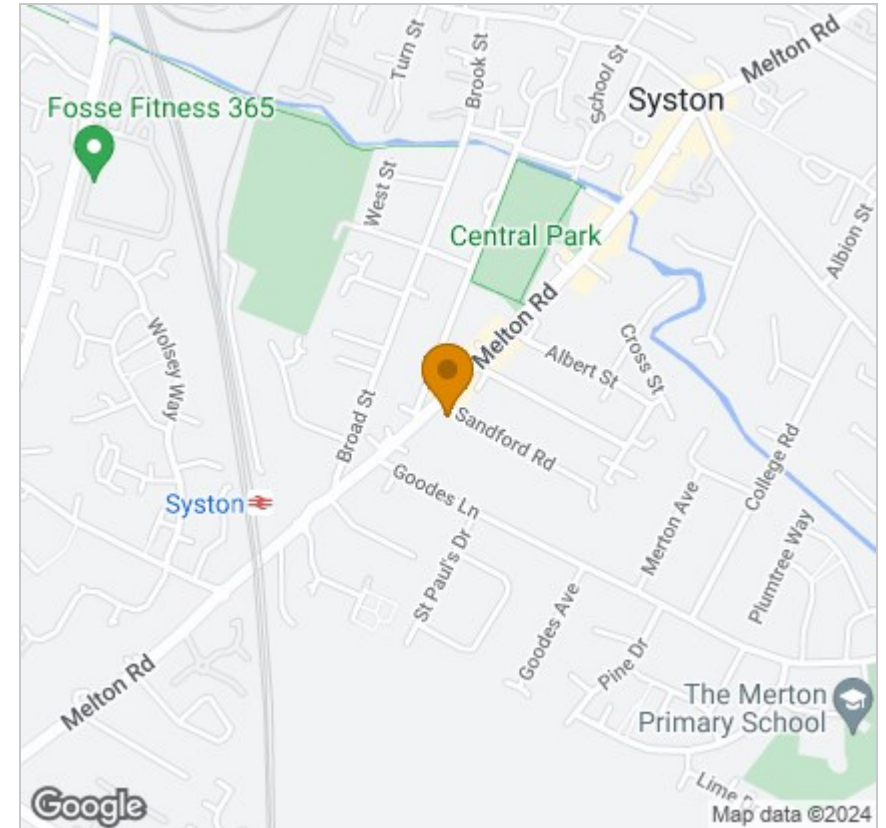 Turn St
Brook St
School St
Melton Rd
Syston
Fosse Fitness 365
West St
Central Park
Albion St
Wolsey Way
Melton Rd
Cross St
Albert St
Broad St
Sandford Rd
College Rd
Syston
Goodes Ln
Merton Ave
Plumtree Way
St Paul's Dr
Goodes Ave
Pine Dr
Melton Rd
The Merton
Primary School
Lime
Google
Map data ©2024